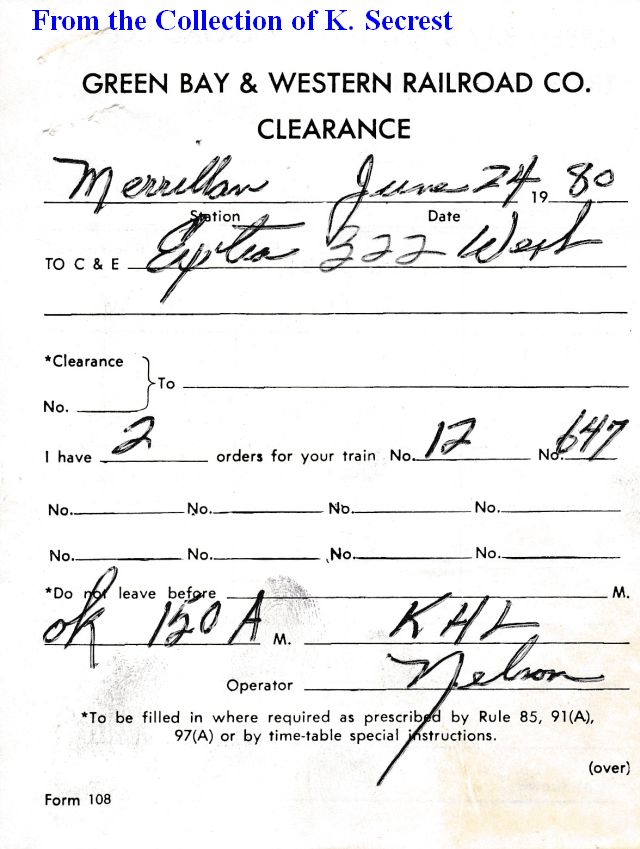 From the Collection of K. Secrest
GREEN BAY & WESTERN RAILROAD CO.
CLEARANCE
Merrillan June 24 19 80
Station Date
TO C & E Extra 322 West
*Clearance
No. To
I have 2 orders for your train No. 12 No. 647
No. No. No. No.
No. No. No. No.
*Do not leave before M.
ok 150 A M. KHL
Operator Nelson
*To be filled in where required as prescribed by Rule 85, 91(A),
97(A) or by time-table special instructions.
(over)
Form 108